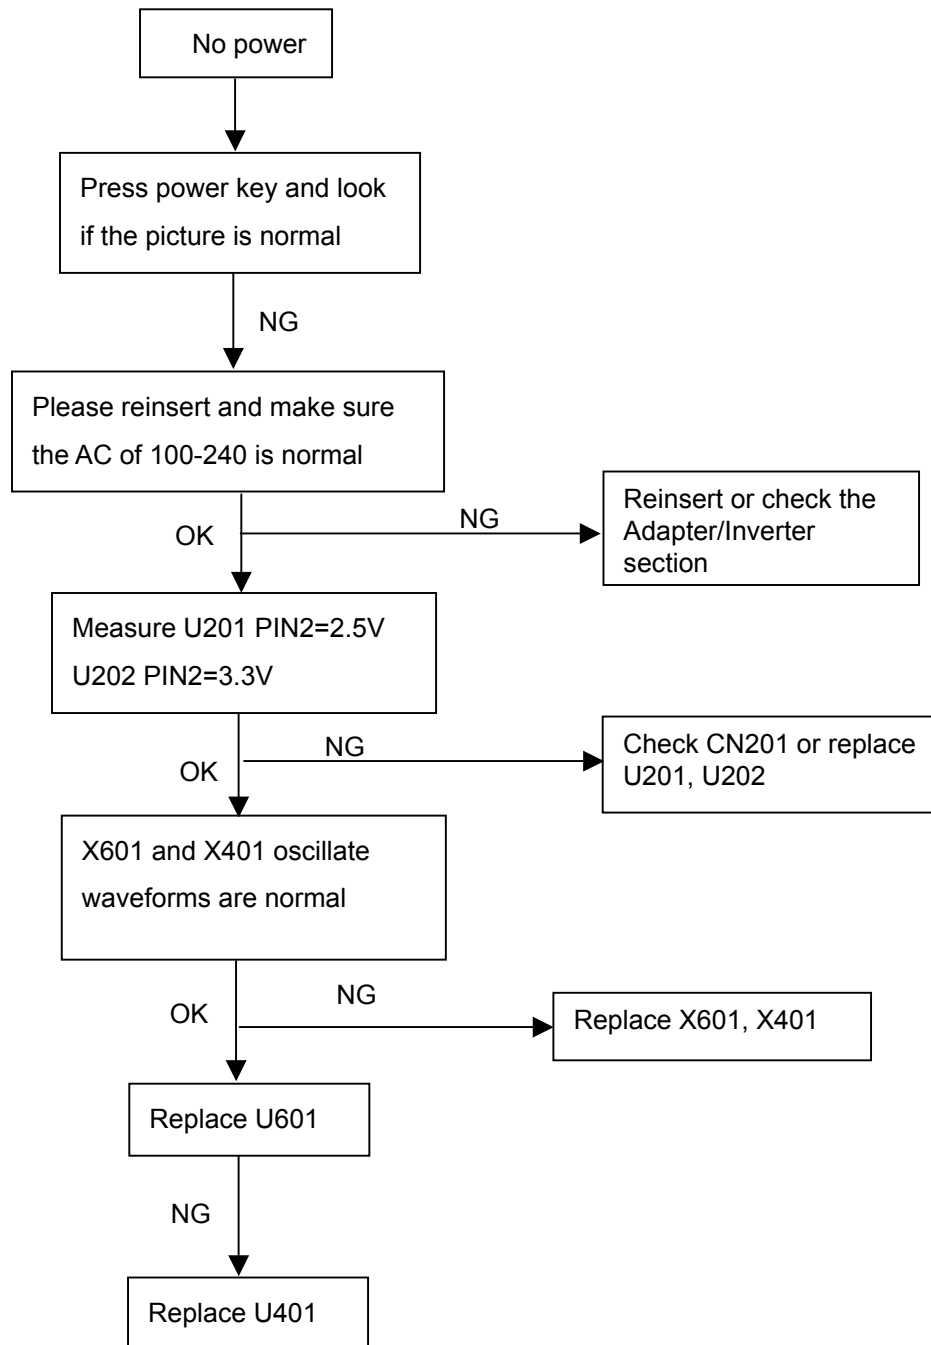 No power
Press power key and look
if the picture is normal
NG
Please reinsert and make sure
the AC of 100-240 is normal
OK
NG
Reinsert or check the
Adapter/Inverter
section
Measure U201 PIN2=2.5V
U202 PIN2=3.3V
OK
NG
Check CN201 or replace
U201, U202
X601 and X401 oscillate
waveforms are normal
OK
NG
Replace X601, X401
Replace U601
NG
Replace U401